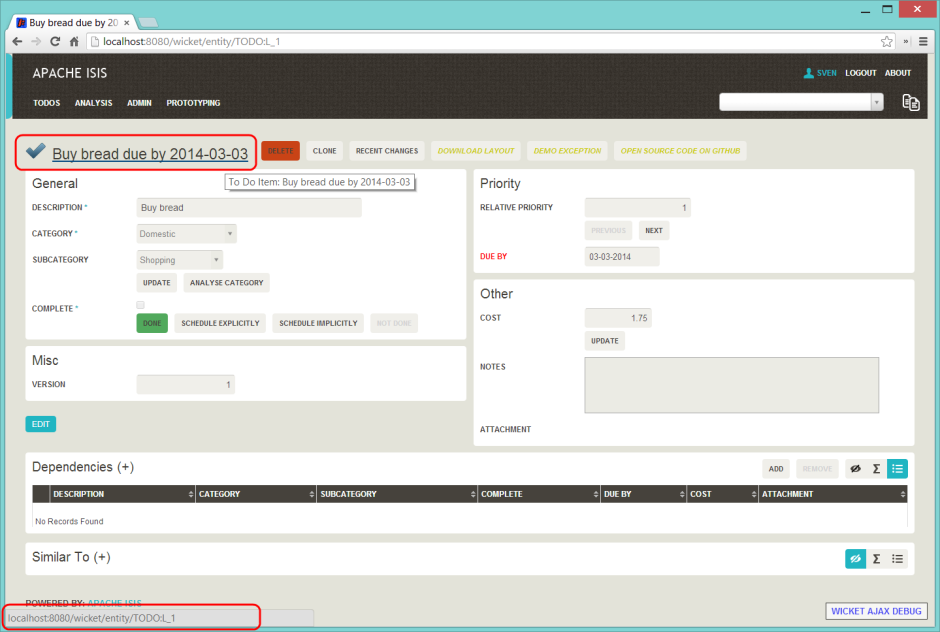 Buy bread due by 20
localhost:8080/wicket/entity/TODO:L_1
APACHE ISIS
SVEN LOGOUT ABOUT
TODOS ANALYSIS ADMIN PROTOTYPING
Buy bread due by 2014-03-03 DELETE CLONE RECENT CHANGES DOWNLOAD LAYOUT DEMO EXCEPTION OPEN SOURCE CODE ON GITHUB
To Do Item: Buy bread due by 2014-03-03
General
DESCRIPTION * Buy bread
CATEGORY * Domestic
SUBCATEGORY Shopping
UPDATE ANALYSE CATEGORY
COMPLETE *
DONE SCHEDULE EXPLICITLY SCHEDULE IMPLICITLY NOT DONE
Misc
VERSION 1
EDIT
Priority
RELATIVE PRIORITY 1
PREVIOUS NEXT
DUE BY 03-03-2014
Other
COST 1.75
UPDATE
NOTES
ATTACHMENT
Dependencies (+) ADD REMOVE Σ
DESCRIPTION CATEGORY SUBCATEGORY COMPLETE DUE BY COST ATTACHMENT
No Records Found
Similar To (+) Σ
POWERED BY: APACHE ISIS
localhost:8080/wicket/entity/TODO:L_1
WICKET AJAX DEBUG